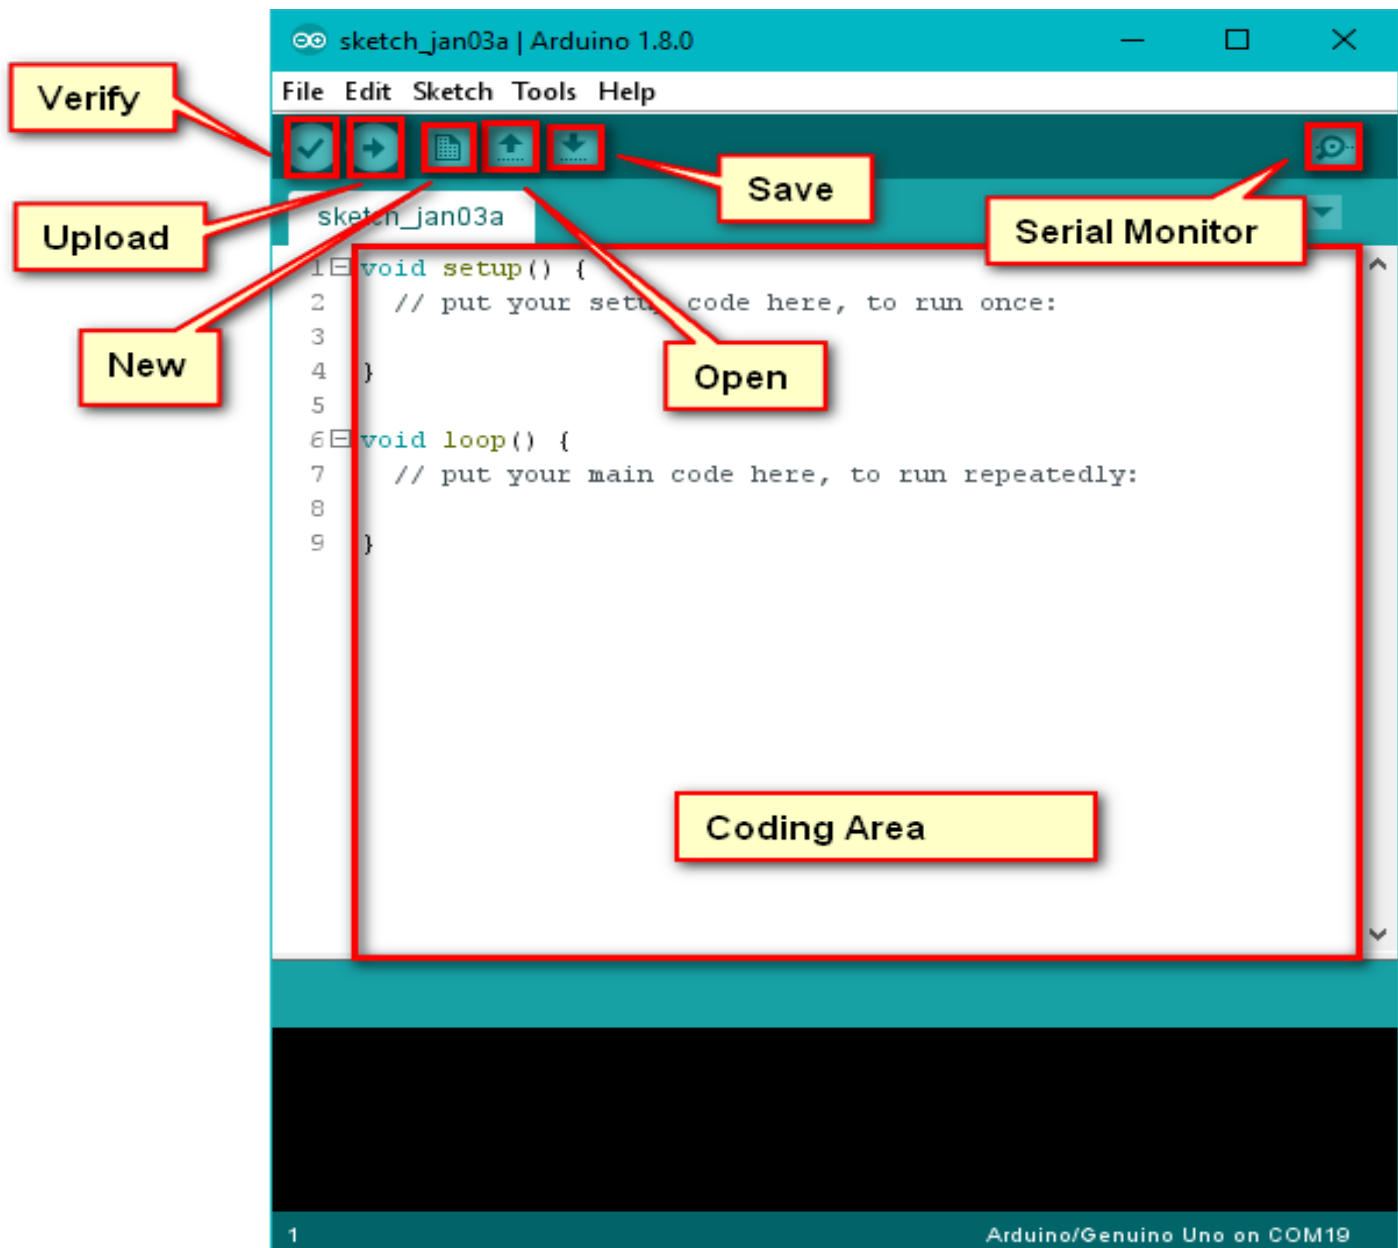 sketch_jan03a | Arduino 1.8.0
File Edit Sketch Tools Help
Verify
Upload
New
Open
Save
Serial Monitor
sketch_jan03a
1 void setup() {
2 // put your setup code here, to run once:
3
4 }
5
6 void loop() {
7 // put your main code here, to run repeatedly:
8
9 }
Coding Area
1 Arduino/Genuino Uno on COM19